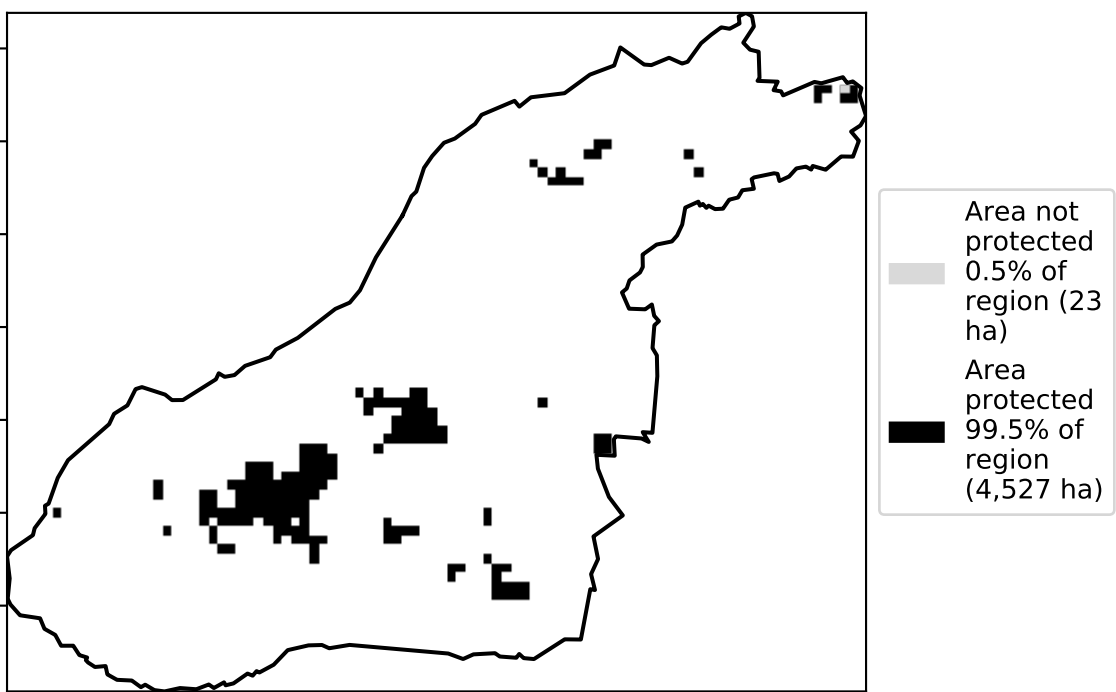 Area not
protected
0.5% of
region (23
ha)
Area
protected
99.5% of
region
(4,527 ha)